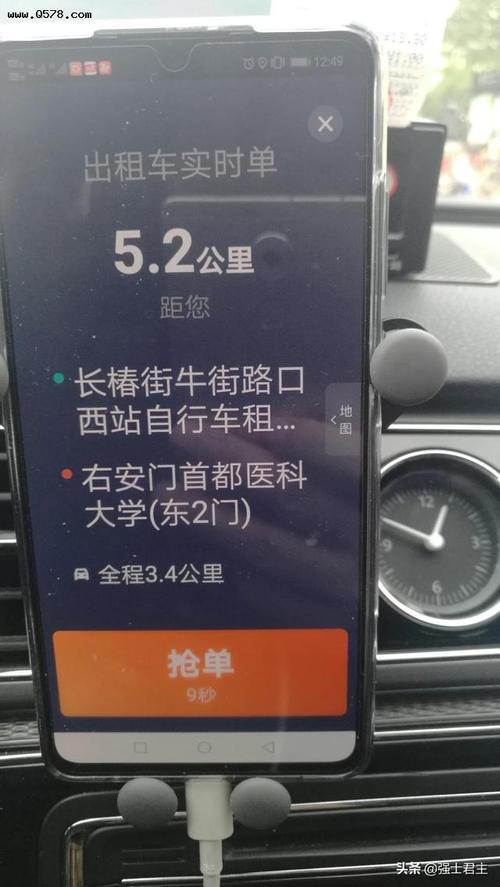 www.0578.com
12:49
出租车实时单
5.2公里
距您
长椿街牛街路口
西站自行车租...
地图
右安门首都医科
大学(东2门)
全程3.4公里
抢单
9秒
12
9
6
头条@强士君主